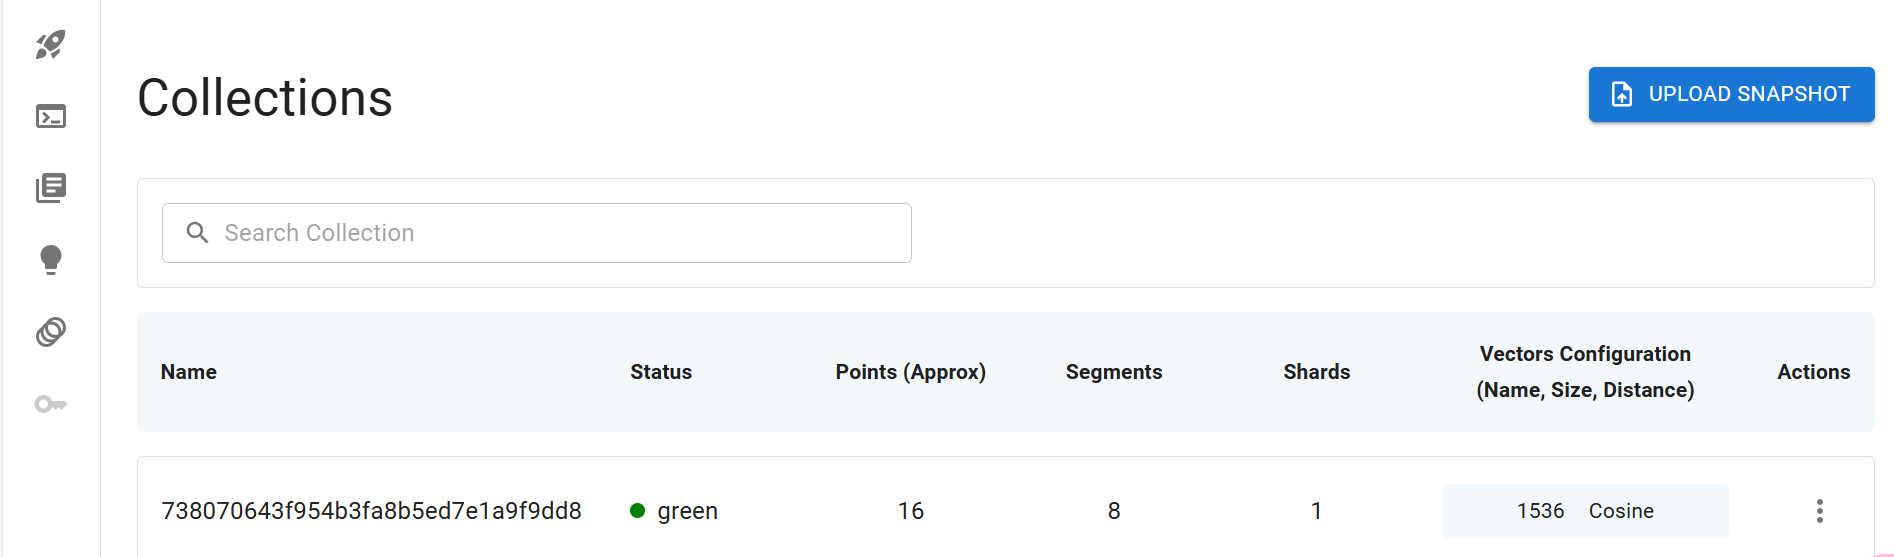 Collections
UPLOAD SNAPSHOT
Search Collection
Name Status Points (Approx) Segments Shards Vectors Configuration (Name, Size, Distance) Actions
738070643f954b3fa8b5ed7e1a9f9dd8 green 16 8 1 1536 Cosine